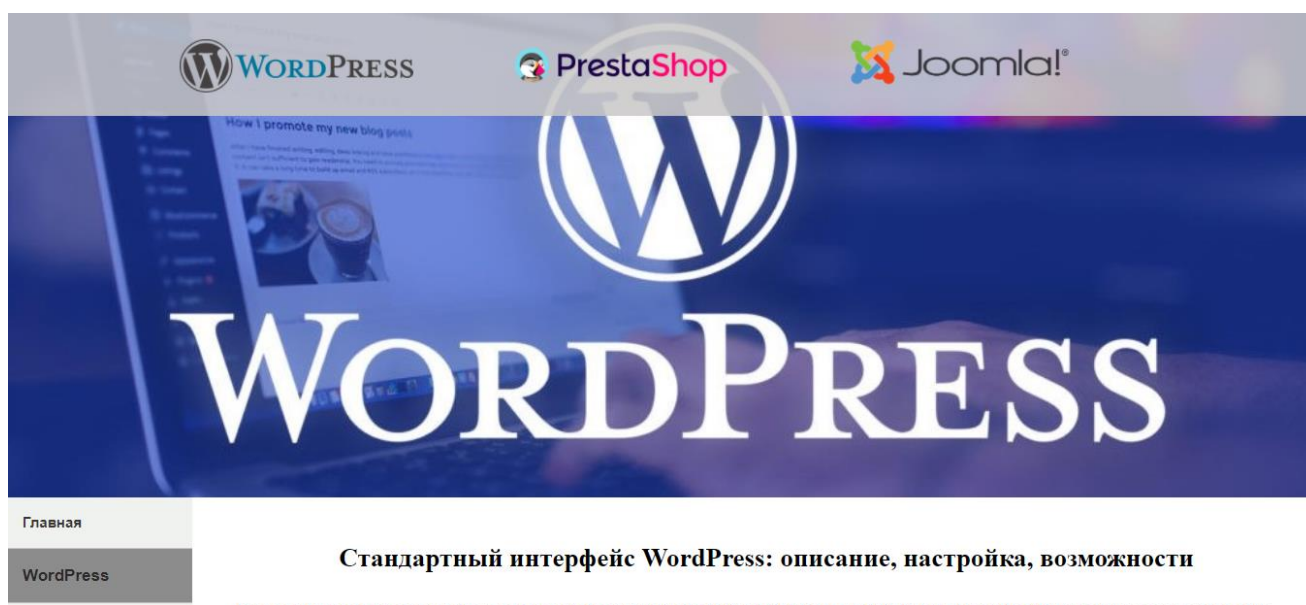 WORDPRESS PrestaShop Joomla!®
How I promote my new blog posts
WORDPRESS
Главная
WordPress
Стандартный интерфейс WordPress: описание, настройка, возможности